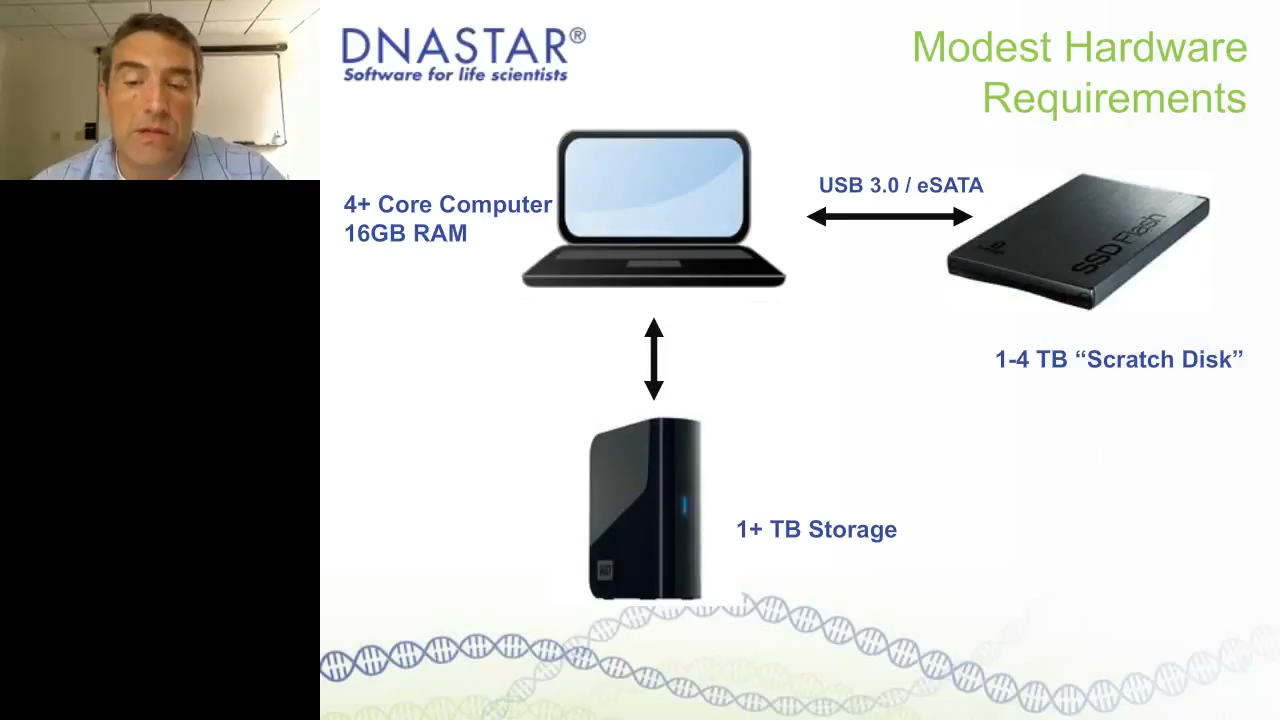 DNASTAR®
Software for life scientists
Modest Hardware
Requirements
4+ Core Computer
16GB RAM
USB 3.0 / eSATA
SSD Flash
1-4 TB “Scratch Disk”
1+ TB Storage
WD